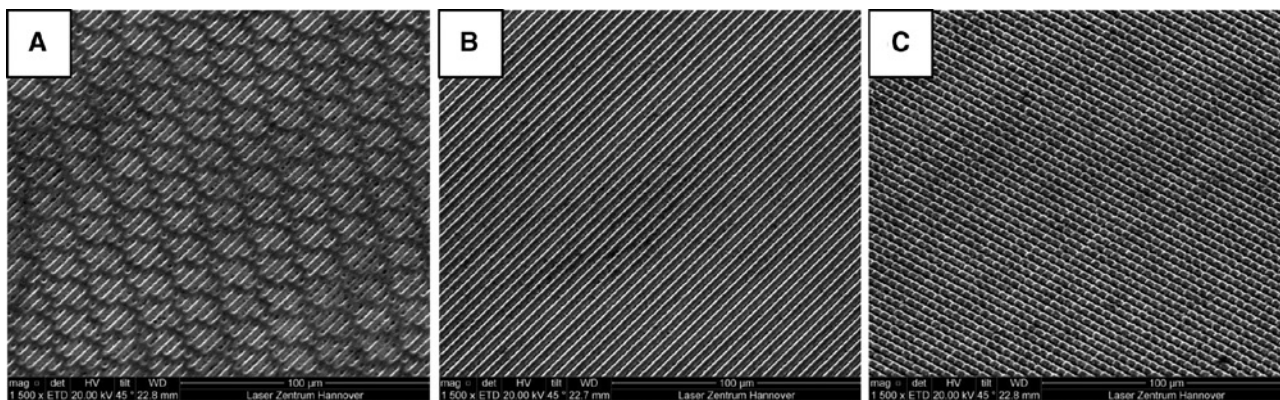 A
B
C
mag ○ det HV tilt WD 100 µm
1 500 x ETD 20.00 kV 45 ° 22.8 mm Laser Zentrum Hannover
mag ○ det HV tilt WD 100 µm
1 500 x ETD 20.00 kV 45 ° 22.7 mm Laser Zentrum Hannover
mag ○ det HV tilt WD 100 µm
1 500 x ETD 20.00 kV 45 ° 22.8 mm Laser Zentrum Hannover